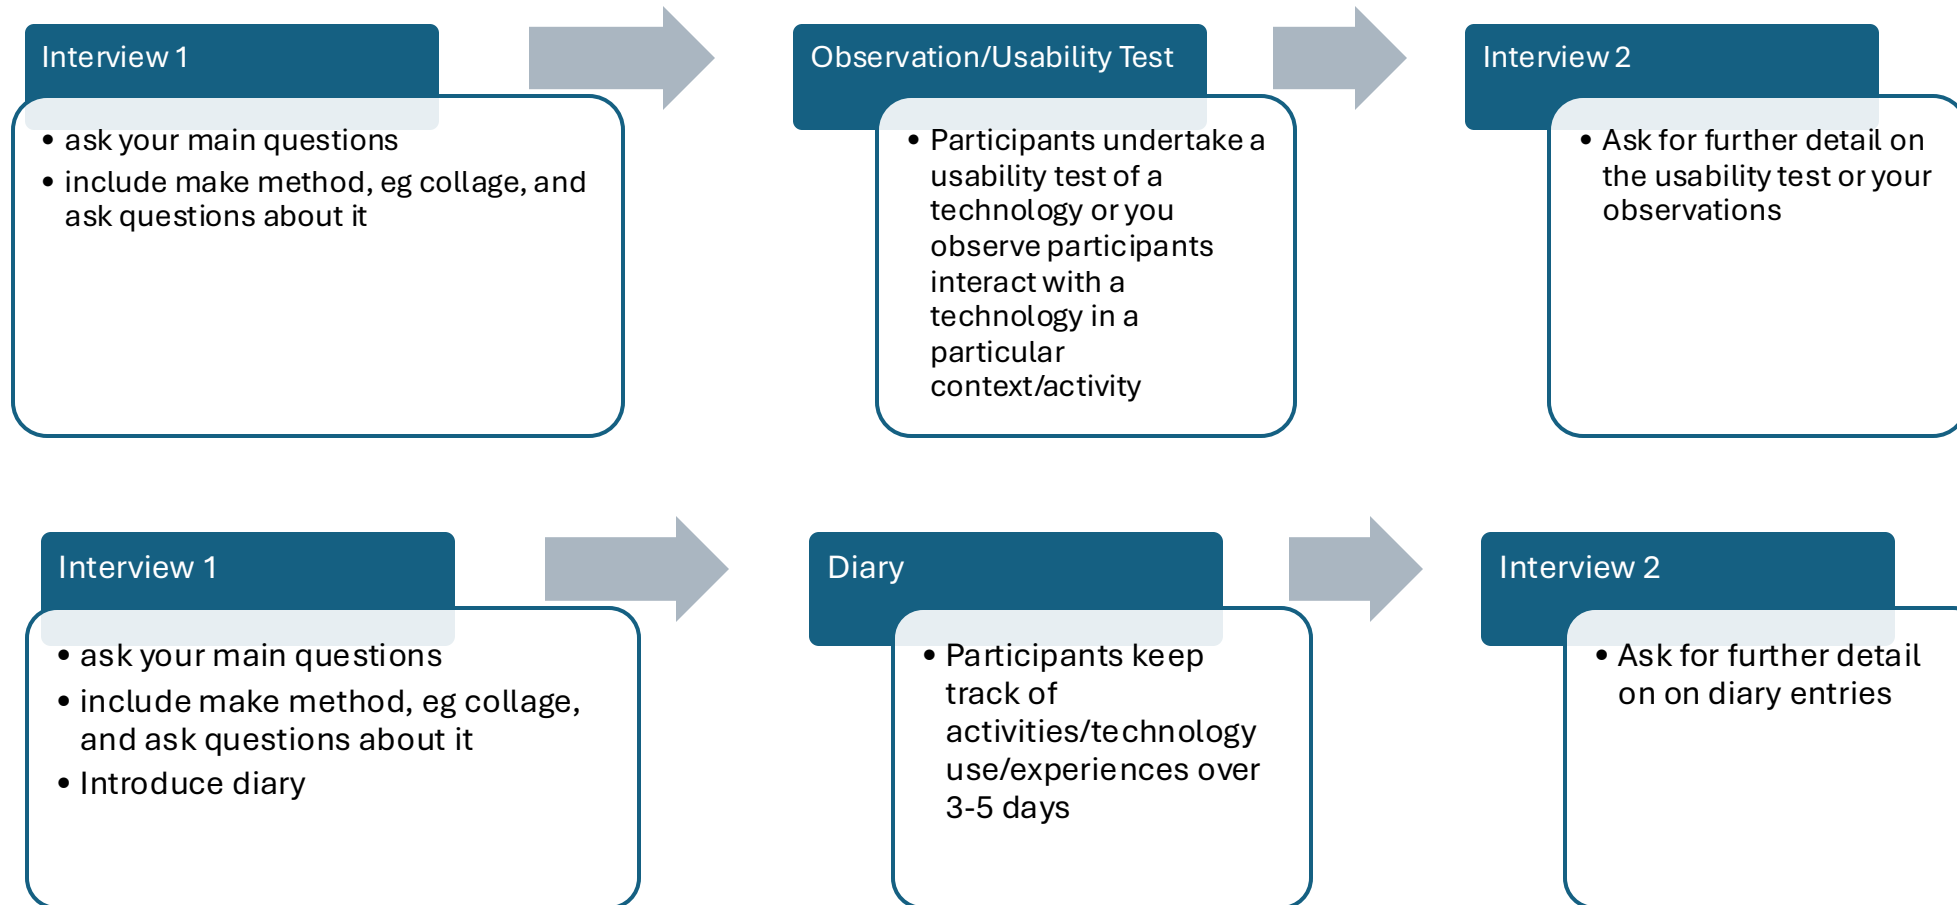 Interview 1
• ask your main questions
• include make method, eg collage, and
ask questions about it
Observation/Usability Test
• Participants undertake a
usability test of a
technology or you
observe participants
interact with a
technology in a
particular
context/activity
Interview 2
• Ask for further detail on
the usability test or your
observations
Interview 1
• ask your main questions
• include make method, eg collage,
and ask questions about it
• Introduce diary
Diary
• Participants keep
track of
activities/technology
use/experiences over
3-5 days
Interview 2
• Ask for further detail
on on diary entries